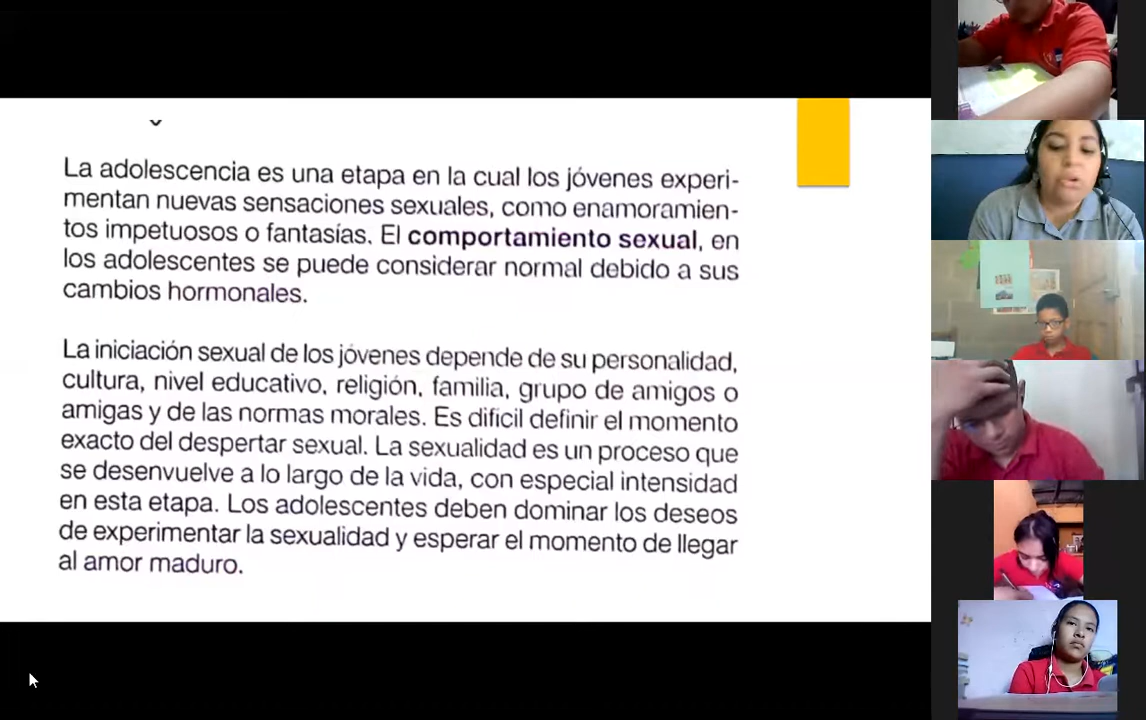 La adolescencia es una etapa en la cual los jóvenes experi-
mentan nuevas sensaciones sexuales, como enamoramien-
tos impetuosos o fantasías. El comportamiento sexual, en
los adolescentes se puede considerar normal debido a sus
cambios hormonales.
La iniciación sexual de los jóvenes depende de su personalidad,
cultura, nivel educativo, religión, familia, grupo de amigos o
amigas y de las normas morales. Es difícil definir el momento
exacto del despertar sexual. La sexualidad es un proceso que
se desenvuelve a lo largo de la vida, con especial intensidad
en esta etapa. Los adolescentes deben dominar los deseos
de experimentar la sexualidad y esperar el momento de llegar
al amor maduro.